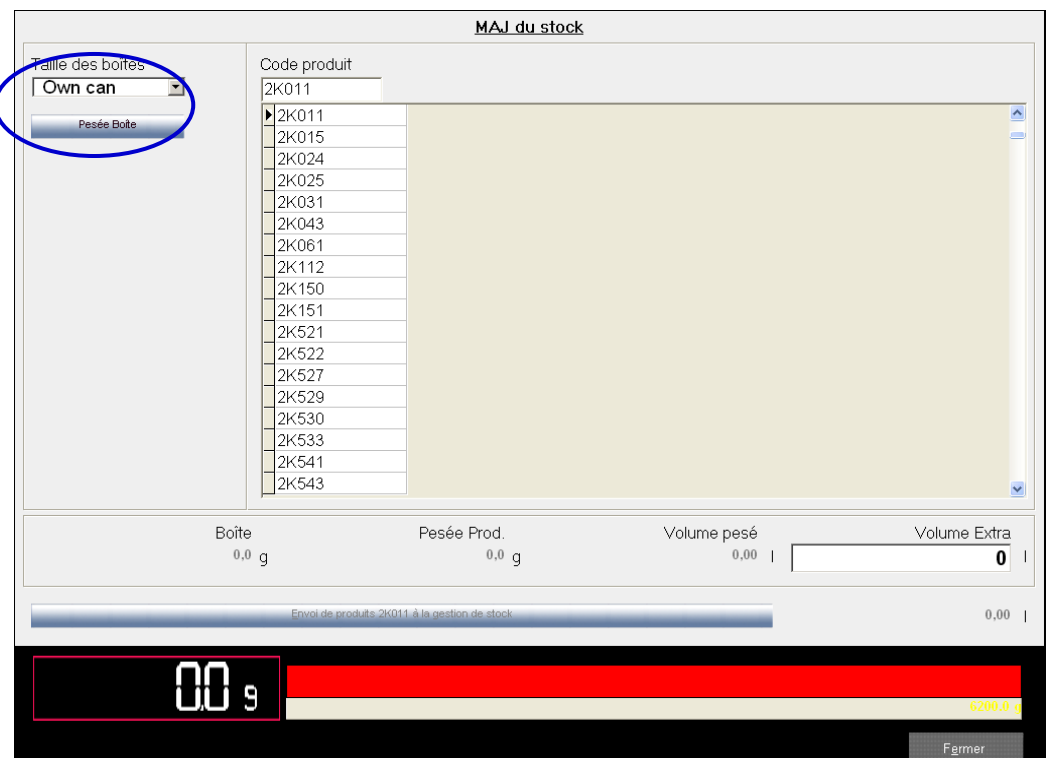 MAJ du stock
Taille des boîtes
Own can
Pesée Boîte
Code produit
2K011
2K011
2K015
2K024
2K025
2K031
2K043
2K061
2K112
2K150
2K151
2K521
2K522
2K527
2K529
2K530
2K533
2K541
2K543
Boîte Pesée Prod. Volume pesé Volume Extra
0,0 g 0,0 g 0,00 l 0 l
Envoi de produits 2K011 à la gestion de stock 0,00 l
0,0 g
6200,0 g
Fermer